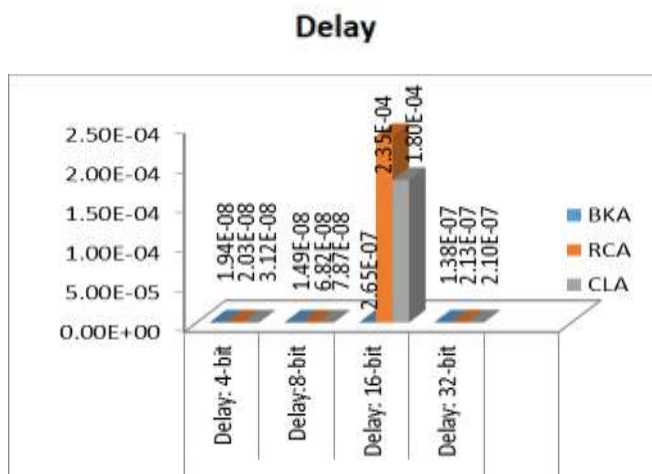 Delay
2.50E-04
2.00E-04
1.50E-04
1.00E-04
5.00E-05
0.00E+00
1.94E-08
2.03E-08
3.12E-08
1.49E-08
6.82E-08
7.87E-08
2.65E-07
2.35E-04
1.80E-04
1.38E-07
2.13E-07
2.10E-07
BKA
RCA
CLA
Delay: 4-bit
Delay:8-bit
Delay: 16-bit
Delay: 32-bit